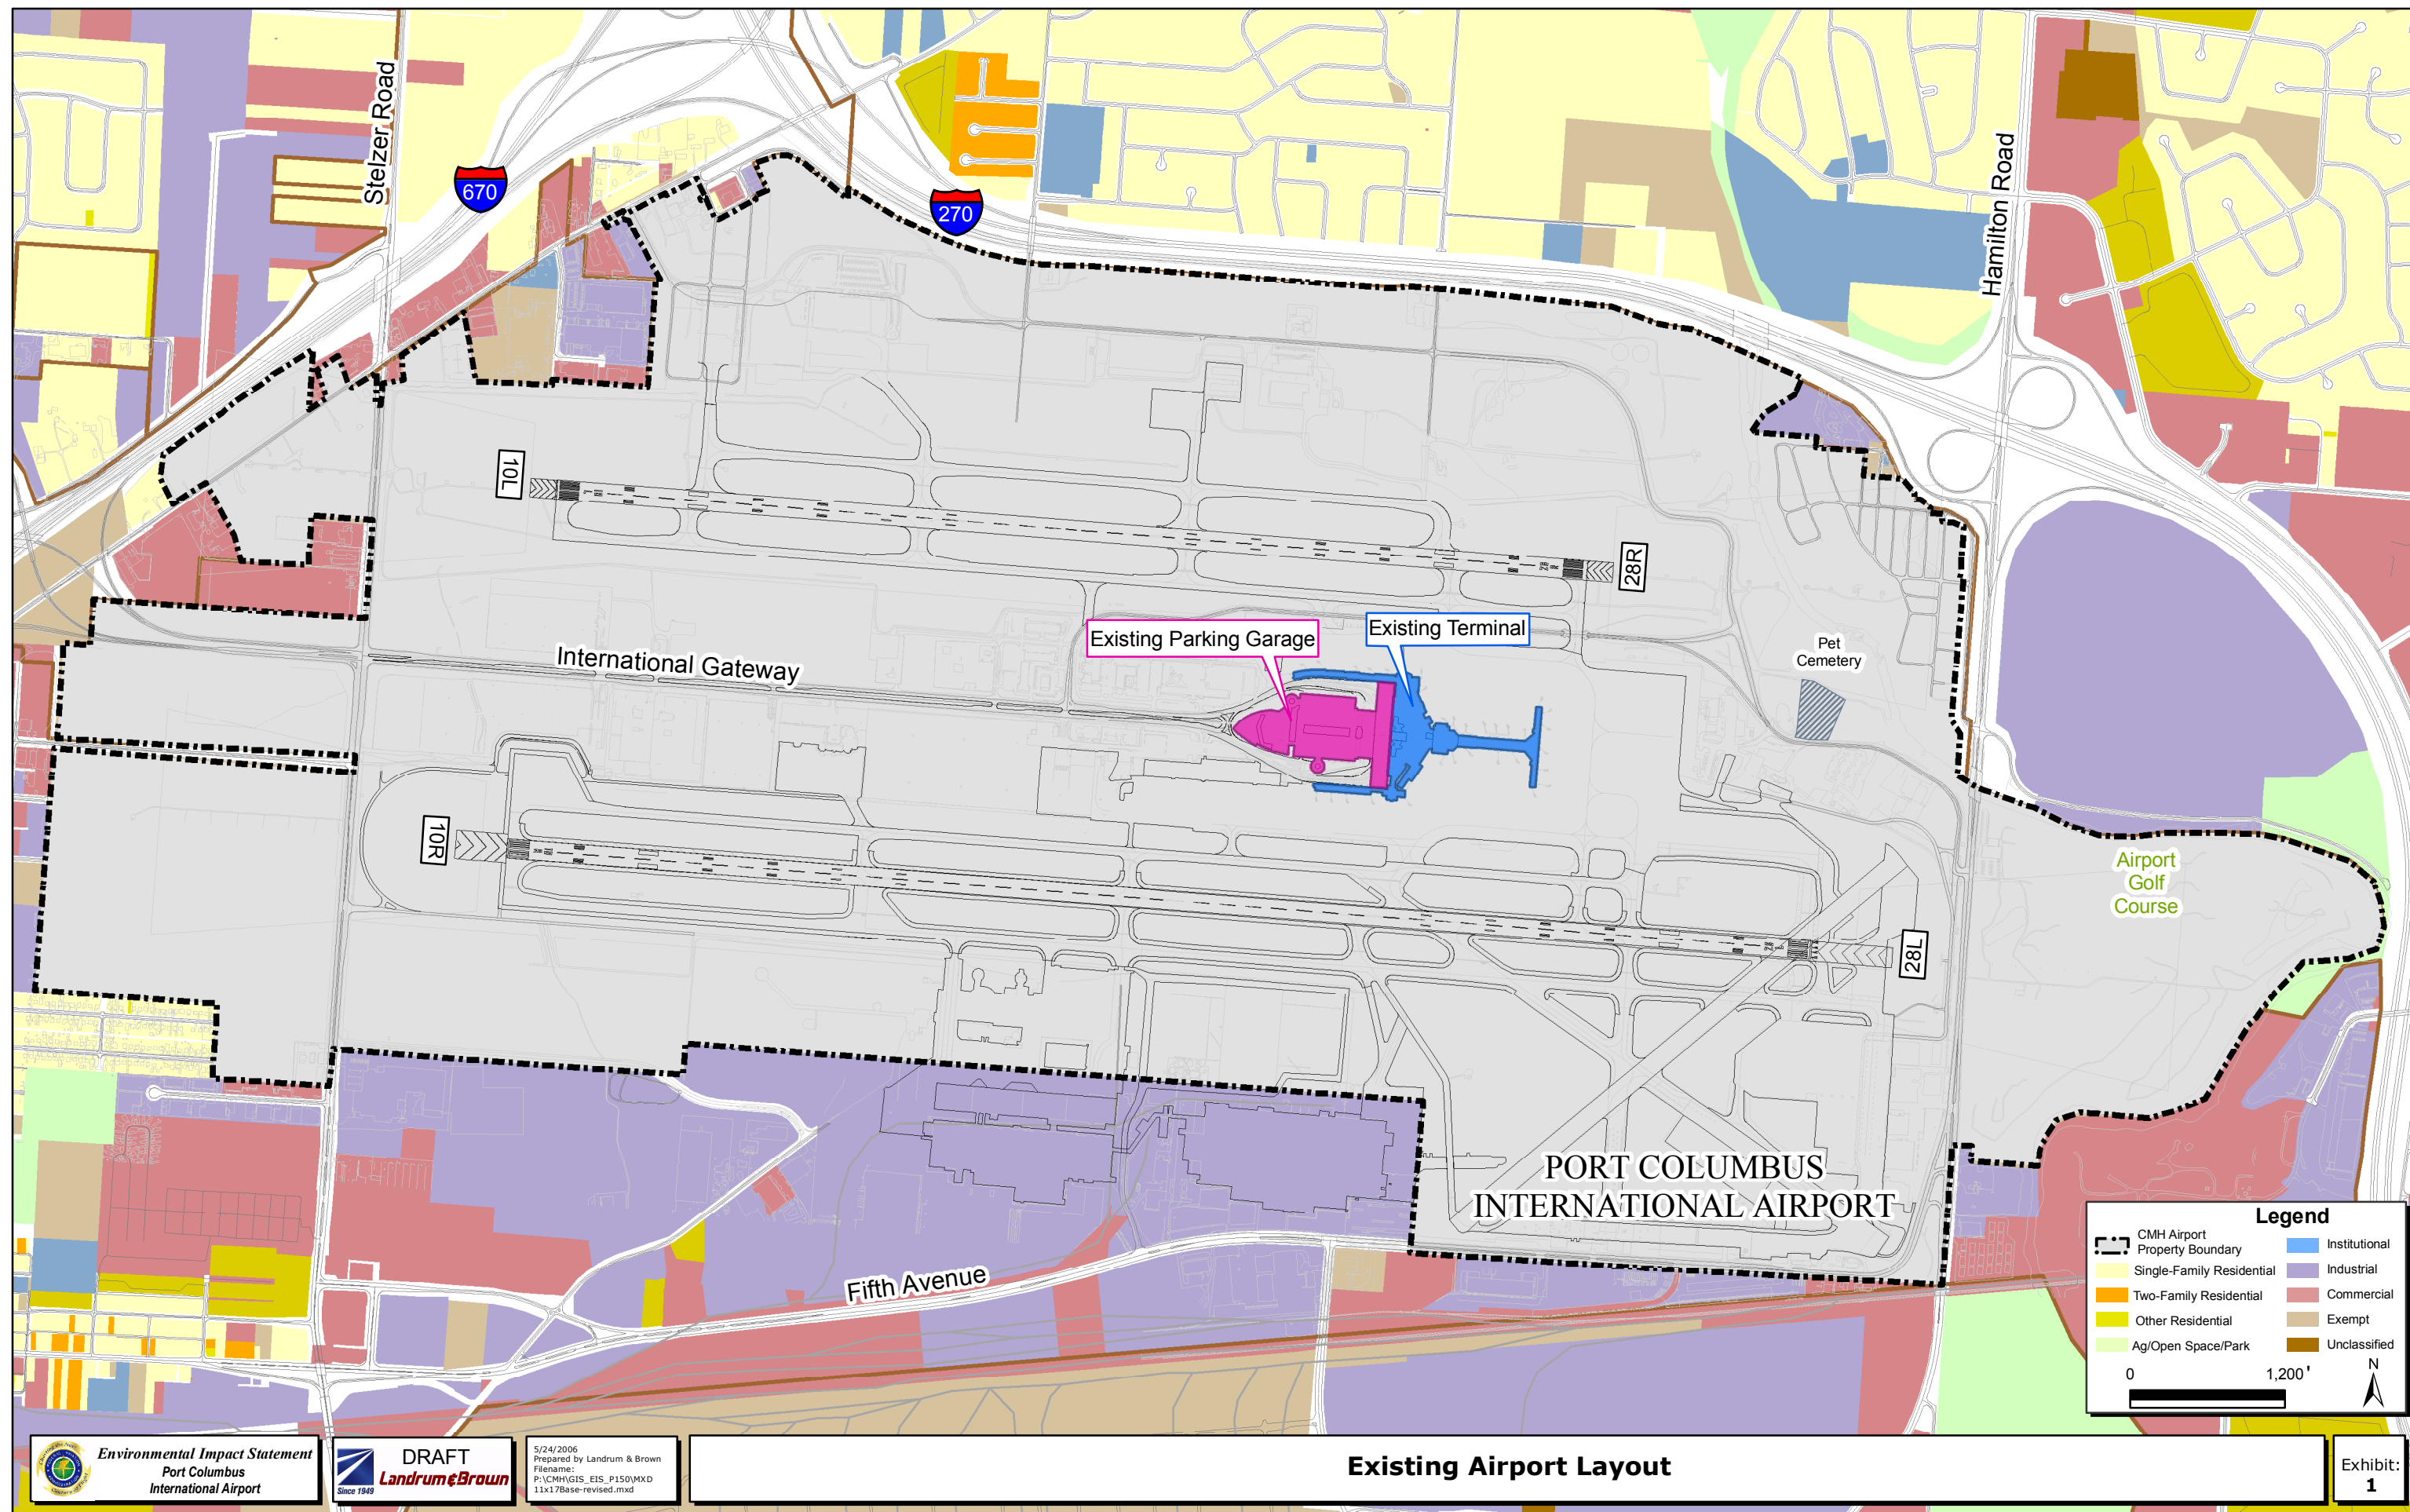 Stelzer Road
670
270
Hamilton Road
10L
28R
Existing Parking Garage
Existing Terminal
International Gateway
Pet
Cemetery
10R
28L
Airport
Golf
Course
PORT COLUMBUS
INTERNATIONAL AIRPORT
Fifth Avenue
Legend
CMH Airport
Property Boundary
Single-Family Residential
Two-Family Residential
Other Residential
Ag/Open Space/Park
Institutional
Industrial
Commercial
Exempt
Unclassified
0 1,200'
N
Environmental Impact Statement
Port Columbus
International Airport
DRAFT
Landrum & Brown
Since 1949
5/24/2006
Prepared by Landrum & Brown
Filename:
P:\CMH\GIS_EIS_P150\MXD
11x17Base-revised.mxd
Existing Airport Layout
Exhibit:
1